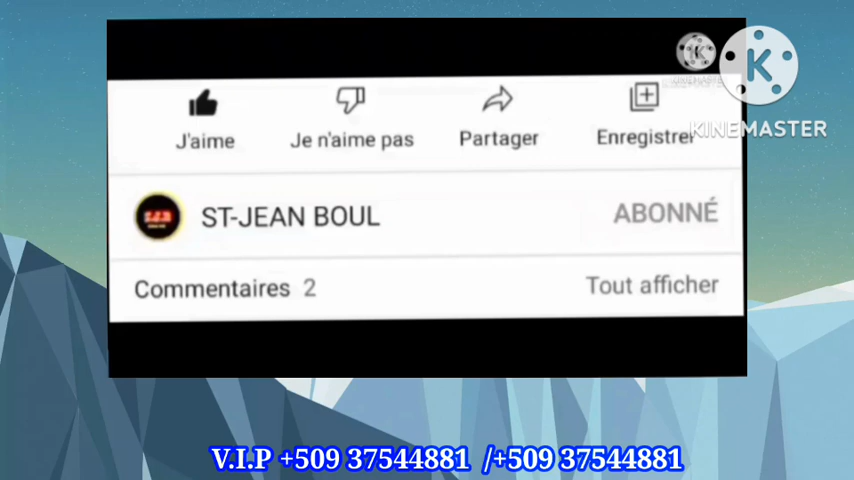 K
KINEMASTER
J'aime
Je n'aime pas
Partager
Enregistrer
ST-JEAN BOUL
ABONNÉ
Commentaires 2
Tout afficher
V.I.P +509 37544881 /+509 37544881